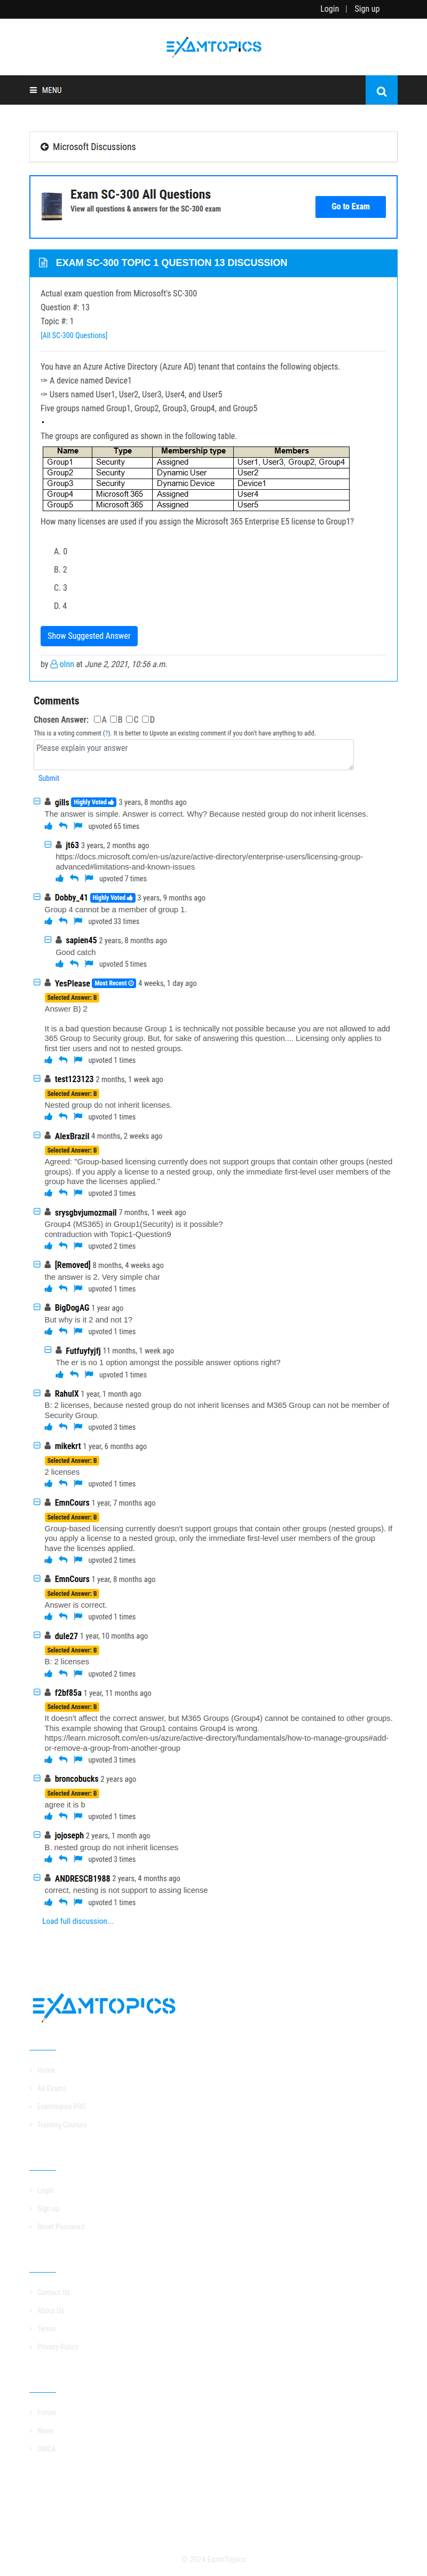 Login | Sign up
EXAMTOPICS
MENU
Microsoft Discussions
Exam SC-300 All Questions
View all questions & answers for the SC-300 exam
Go to Exam
EXAM SC-300 TOPIC 1 QUESTION 13 DISCUSSION
Actual exam question from Microsoft's SC-300
Question #: 13
Topic #: 1
[All SC-300 Questions]
You have an Azure Active Directory (Azure AD) tenant that contains the following objects.
✑ A device named Device1
✑ Users named User1, User2, User3, User4, and User5
Five groups named Group1, Group2, Group3, Group4, and Group5
•
The groups are configured as shown in the following table.
Name Type Membership type Members
Group1 Security Assigned User1, User3, Group2, Group4
Group2 Security Dynamic User User2
Group3 Security Dynamic Device Device1
Group4 Microsoft 365 Assigned User4
Group5 Microsoft 365 Assigned User5
How many licenses are used if you assign the Microsoft 365 Enterprise E5 license to Group1?
A. 0
B. 2
C. 3
D. 4
Show Suggested Answer
by olnn at June 2, 2021, 10:56 a.m.
Comments
Chosen Answer: A B C D
This is a voting comment (?). It is better to Upvote an existing comment if you don't have anything to add.
Please explain your answer
Submit
gills Highly Voted 3 years, 8 months ago
The answer is simple. Answer is correct. Why? Because nested group do not inherit licenses.
upvoted 65 times
jt63 3 years, 2 months ago
https://docs.microsoft.com/en-us/azure/active-directory/enterprise-users/licensing-group-
advanced#limitations-and-known-issues
upvoted 7 times
Dobby_41 Highly Voted 3 years, 9 months ago
Group 4 cannot be a member of group 1.
upvoted 33 times
sapien45 2 years, 8 months ago
Good catch
upvoted 5 times
YesPlease Most Recent 4 weeks, 1 day ago
Selected Answer: B
Answer B) 2
It is a bad question because Group 1 is technically not possible because you are not allowed to add
365 Group to Security group. But, for sake of answering this question.... Licensing only applies to
first tier users and not to nested groups.
upvoted 1 times
test123123 2 months, 1 week ago
Selected Answer: B
Nested group do not inherit licenses.
upvoted 1 times
AlexBrazil 4 months, 2 weeks ago
Selected Answer: B
Agreed: "Group-based licensing currently does not support groups that contain other groups (nested
groups). If you apply a license to a nested group, only the immediate first-level user members of the
group have the licenses applied."
upvoted 3 times
srysgbvjumozmail 7 months, 1 week ago
Group4 (MS365) in Group1(Security) is it possible?
contraduction with Topic1-Question9
upvoted 2 times
[Removed] 8 months, 4 weeks ago
the answer is 2. Very simple char
upvoted 1 times
BigDogAG 1 year ago
But why is it 2 and not 1?
upvoted 1 times
Futfuyfyjfj 11 months, 1 week ago
The er is no 1 option amongst the possible answer options right?
upvoted 1 times
RahulX 1 year, 1 month ago
B: 2 licenses, because nested group do not inherit licenses and M365 Group can not be member of
Security Group.
upvoted 3 times
mikekrt 1 year, 6 months ago
Selected Answer: B
2 licenses
upvoted 1 times
EmnCours 1 year, 7 months ago
Selected Answer: B
Group-based licensing currently doesn't support groups that contain other groups (nested groups). If
you apply a license to a nested group, only the immediate first-level user members of the group
have the licenses applied.
upvoted 2 times
EmnCours 1 year, 8 months ago
Selected Answer: B
Answer is correct.
upvoted 1 times
dule27 1 year, 10 months ago
Selected Answer: B
B: 2 licenses
upvoted 2 times
f2bf85a 1 year, 11 months ago
Selected Answer: B
It doesn't affect the correct answer, but M365 Groups (Group4) cannot be contained to other groups.
This example showing that Group1 contains Group4 is wrong.
https://learn.microsoft.com/en-us/azure/active-directory/fundamentals/how-to-manage-groups#add-
or-remove-a-group-from-another-group
upvoted 3 times
broncobucks 2 years ago
Selected Answer: B
agree it is b
upvoted 1 times
jojoseph 2 years, 1 month ago
B. nested group do not inherit licenses
upvoted 3 times
ANDRESCB1988 2 years, 4 months ago
correct, nesting is not support to assing license
upvoted 1 times
Load full discussion...
EXAMTOPICS
Home
All Exams
Examtopics PRO
Training Courses
Login
Sign up
Reset Password
Contact Us
About Us
Terms
Privacy Policy
Forum
News
DMCA
© 2024 ExamTopics